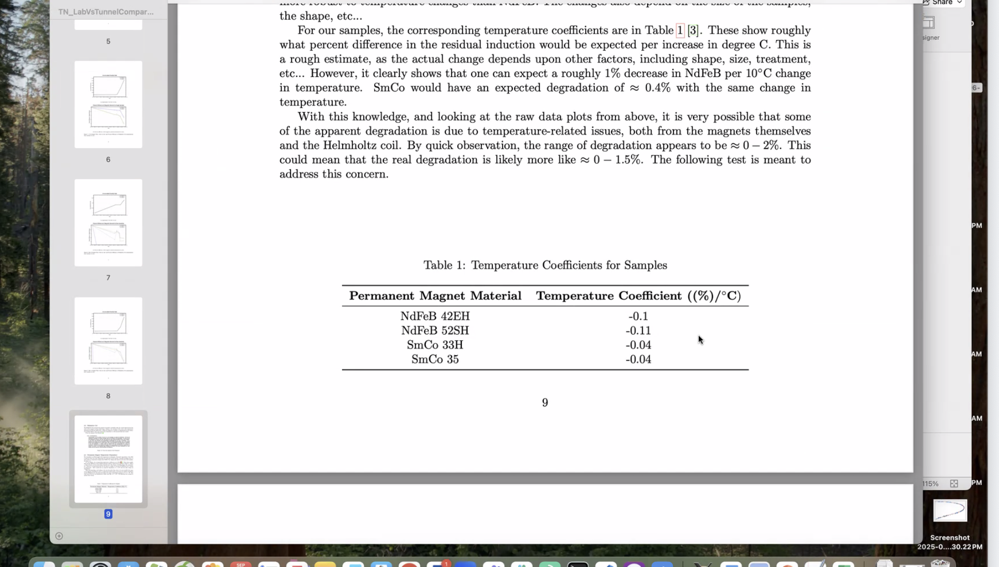 TN_LabVsTunnelCompar...
5
6
7
8
9
the shape, etc...
For our samples, the corresponding temperature coefficients are in Table 1 [3]. These show roughly
what percent difference in the residual induction would be expected per increase in degree C. This is
a rough estimate, as the actual change depends upon other factors, including shape, size, treatment,
etc... However, it clearly shows that one can expect a roughly 1% decrease in NdFeB per 10°C change
in temperature. SmCo would have an expected degradation of ≈ 0.4% with the same change in
temperature.
With this knowledge, and looking at the raw data plots from above, it is very possible that some
of the apparent degradation is due to temperature-related issues, both from the magnets themselves
and the Helmholtz coil. By quick observation, the range of degradation appears to be ≈ 0 – 2%. This
could mean that the real degradation is likely more like ≈ 0 – 1.5%. The following test is meant to
address this concern.
Table 1: Temperature Coefficients for Samples
Permanent Magnet Material Temperature Coefficient ((%)/°C)
NdFeB 42EH -0.1
NdFeB 52SH -0.11
SmCo 33H -0.04
SmCo 35 -0.04
9
Share
signer
6-
PM
AM
AM
AM
115%
PM
Screenshot
2025-0....30.22 PM
SEP
1